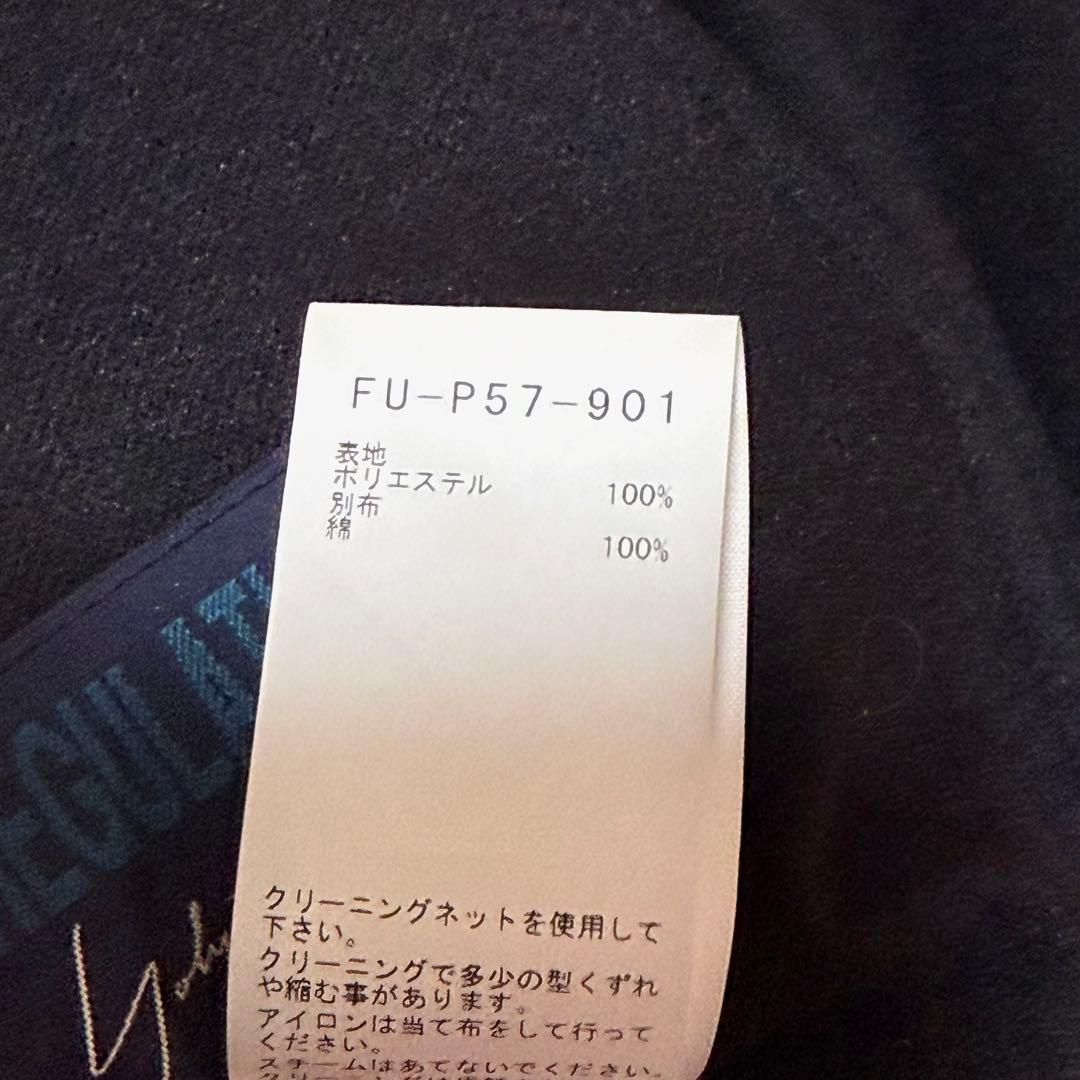 FU-P57-901
表地
ポリエステル 100%
別布
綿 100%
クリーニングネットを使用して
下さい。
クリーニングで多少の型くずれ
や縮む事があります。
アイロンは当て布をして行って
ください。
スチームはあてないでください。